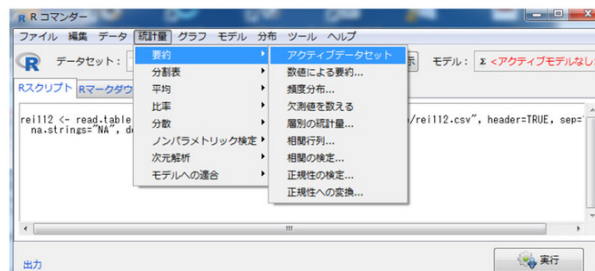 R コマンダー
ファイル 編集 データ 統計量 グラフ モデル 分布 ツール ヘルプ
データセット: 示 モデル: Σ <アクティブモデルなし
Rスクリプト Rマークダウ
要約
分割表
平均
比率
分散
ノンパラメトリック検定
次元解析
モデルへの適合
アクティブデータセット
数値による要約...
頻度分布...
欠測値を数える
層別の統計量...
相関行列...
相関の検定...
正規性の検定...
正規性への変換...
rei112 <- read.table /rei112.csv", header=TRUE, sep="
na.strings="NA", de
出力
実行